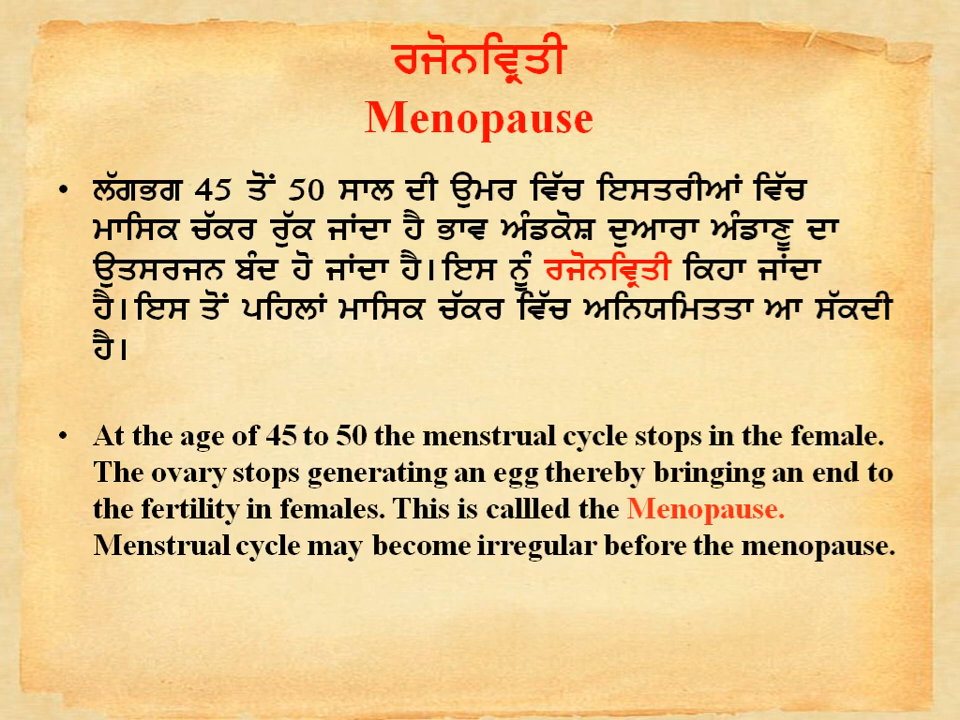 ਰਜੋਨਵ੍ਰਿਤੀ
Menopause
• ਲੱਗਭਗ 45 ਤੋਂ 50 ਸਾਲ ਦੀ ਉਮਰ ਵਿੱਚ ਇਸਤਰੀਆਂ ਵਿੱਚ
ਮਾਸਿਕ ਚੱਕਰ ਰੁੱਕ ਜਾਂਦਾ ਹੈ ਭਾਵ ਅੰਡਕੋਸ਼ ਦੁਆਰਾ ਅੰਡਾਣੂ ਦਾ
ਉਤਸਰਜਨ ਬੰਦ ਹੋ ਜਾਂਦਾ ਹੈ। ਇਸ ਨੂੰ ਰਜੋਨਵ੍ਰਿਤੀ ਕਿਹਾ ਜਾਂਦਾ
ਹੈ। ਇਸ ਤੋਂ ਪਹਿਲਾਂ ਮਾਸਿਕ ਚੱਕਰ ਵਿੱਚ ਅਨਿਯਮਿਤਤਾ ਆ ਸੱਕਦੀ
ਹੈ।
• At the age of 45 to 50 the menstrual cycle stops in the female.
The ovary stops generating an egg thereby bringing an end to
the fertility in females. This is callled the Menopause.
Menstrual cycle may become irregular before the menopause.